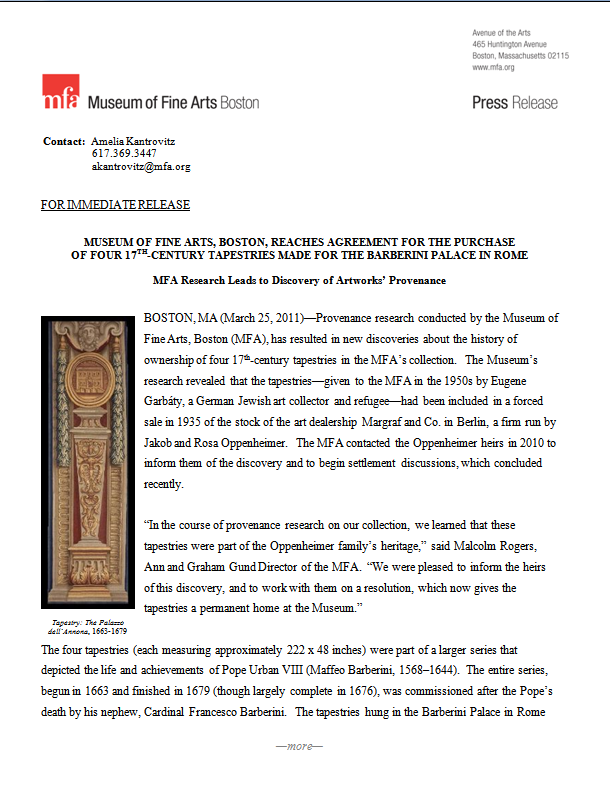 Avenue of the Arts
465 Huntington Avenue
Boston, Massachusetts 02115
www.mfa.org
mfa Museum of Fine Arts Boston
Press Release
Contact: Amelia Kantrovitz
617.369.3447
akantrovitz@mfa.org
FOR IMMEDIATE RELEASE
MUSEUM OF FINE ARTS, BOSTON, REACHES AGREEMENT FOR THE PURCHASE
OF FOUR 17TH-CENTURY TAPESTRIES MADE FOR THE BARBERINI PALACE IN ROME
MFA Research Leads to Discovery of Artworks’ Provenance
BOSTON, MA (March 25, 2011)—Provenance research conducted by the Museum of
Fine Arts, Boston (MFA), has resulted in new discoveries about the history of
ownership of four 17th-century tapestries in the MFA’s collection. The Museum’s
research revealed that the tapestries—given to the MFA in the 1950s by Eugene
Garbáty, a German Jewish art collector and refugee—had been included in a forced
sale in 1935 of the stock of the art dealership Margraf and Co. in Berlin, a firm run by
Jakob and Rosa Oppenheimer. The MFA contacted the Oppenheimer heirs in 2010 to
inform them of the discovery and to begin settlement discussions, which concluded
recently.
“In the course of provenance research on our collection, we learned that these
tapestries were part of the Oppenheimer family’s heritage,” said Malcolm Rogers,
Ann and Graham Gund Director of the MFA. “We were pleased to inform the heirs
of this discovery, and to work with them on a resolution, which now gives the
tapestries a permanent home at the Museum.”
Tapestry: The Palazzo
dell’Annona, 1663-1679
The four tapestries (each measuring approximately 222 x 48 inches) were part of a larger series that
depicted the life and achievements of Pope Urban VIII (Maffeo Barberini, 1568–1644). The entire series,
begun in 1663 and finished in 1679 (though largely complete in 1676), was commissioned after the Pope’s
death by his nephew, Cardinal Francesco Barberini. The tapestries hung in the Barberini Palace in Rome
—more—